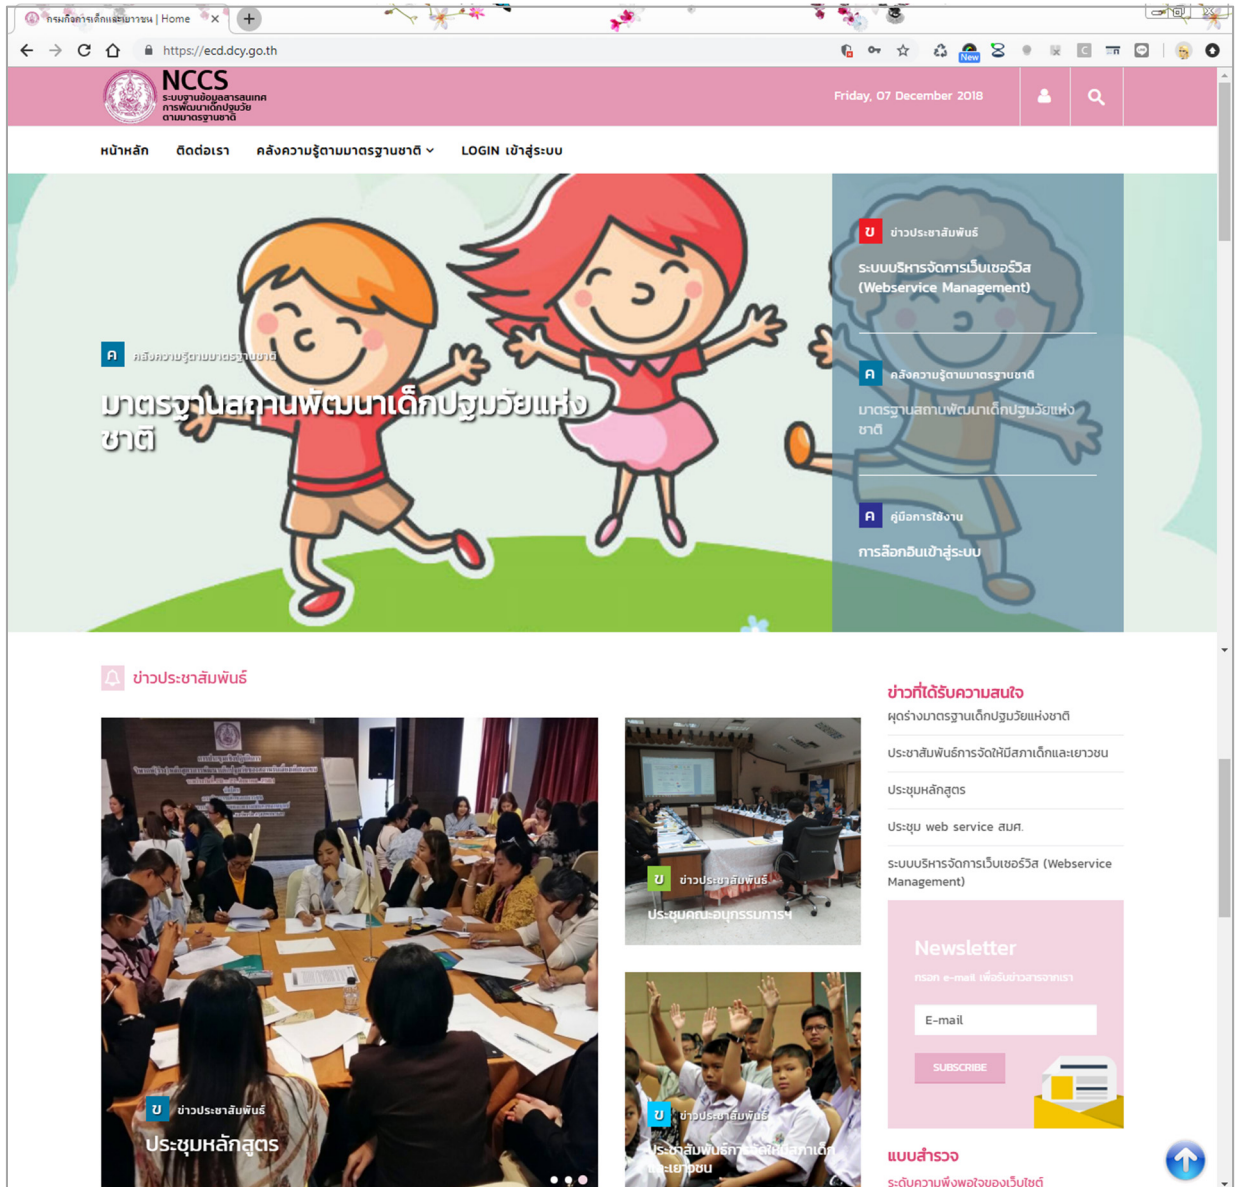 กรมกิจการเด็กและเยาวชน | Home
https://ecd.dcy.go.th
New
NCCS
ระบบฐานข้อมูลสารสนเทศ
การพัฒนาเด็กปฐมวัย
ตามมาตรฐานชาติ
Friday, 07 December 2018
หน้าหลัก ติดต่อเรา คลังความรู้ตามมาตรฐานชาติ LOGIN เข้าสู่ระบบ
ค คลังความรู้ตามมาตรฐานชาติ
มาตรฐานสถานพัฒนาเด็กปฐมวัยแห่ง
ชาติ
ข ข่าวประชาสัมพันธ์
ระบบบริหารจัดการเว็บเซอร์วิส
(Webservice Management)
ค คลังความรู้ตามมาตรฐานชาติ
มาตรฐานสถานพัฒนาเด็กปฐมวัยแห่ง
ชาติ
ค คู่มือการใช้งาน
การล๊อกอินเข้าสู่ระบบ
ข่าวประชาสัมพันธ์
ข ข่าวประชาสัมพันธ์
ประชุมหลักสูตร
ข ข่าวประชาสัมพันธ์
ประชุมคณะอนุกรรมการฯ
ข ข่าวประชาสัมพันธ์
ประชาสัมพันธ์การจัดให้มีสภาเด็ก
และเยาวชน
ข่าวที่ได้รับความสนใจ
ผุดร่างมาตรฐานเด็กปฐมวัยแห่งชาติ
ประชาสัมพันธ์การจัดให้มีสภาเด็กและเยาวชน
ประชุมหลักสูตร
ประชุม web service สมศ.
ระบบบริหารจัดการเว็บเซอร์วิส (Webservice
Management)
Newsletter
กรอก e-mail เพื่อรับข่าวสารจากเรา
E-mail
SUBSCRIBE
แบบสำรวจ
ระดับความพึงพอใจของเว็บไซต์